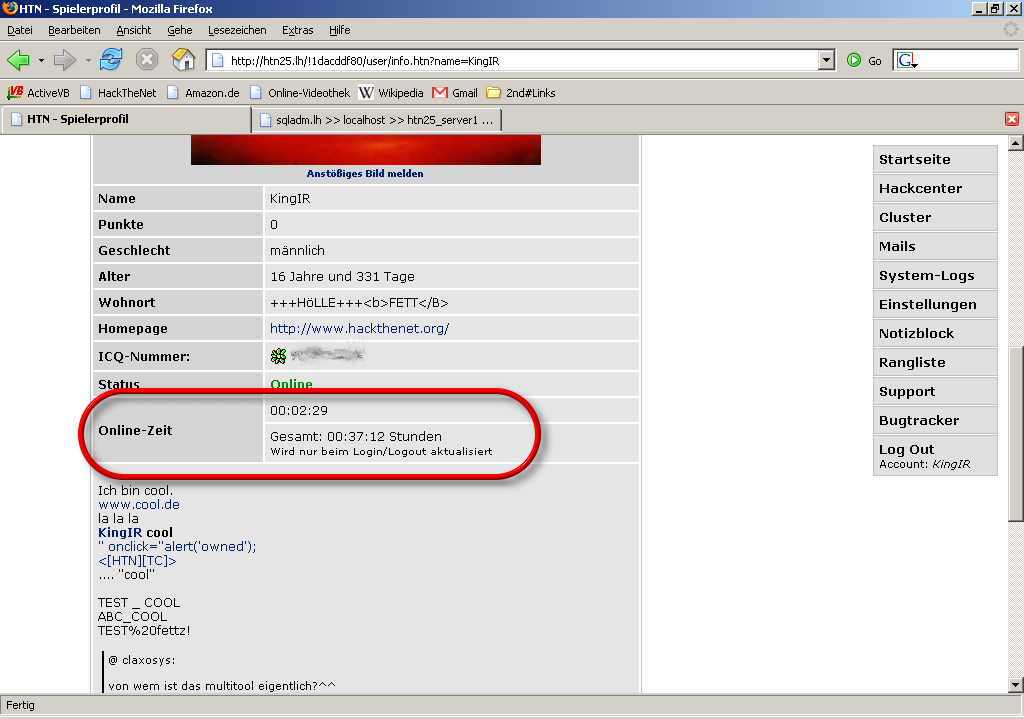 HTN - Spielerprofil - Mozilla Firefox
Datei Bearbeiten Ansicht Gehe Lesezeichen Extras Hilfe
http://htn25.lh/!1dacddf80/user/info.htn?name=KingIR
Go
G
ActiveVB HackTheNet Amazon.de Online-Videothek Wikipedia Gmail 2nd#Links
HTN - Spielerprofil
sqladm.lh >> localhost >> htn25_server1 ...
Anstößiges Bild melden
Name KingIR
Punkte 0
Geschlecht männlich
Alter 16 Jahre und 331 Tage
Wohnort +++HöLLE+++<b>FETT</B>
Homepage http://www.hackthenet.org/
ICQ-Nummer:
Status Online
Online-Zeit
00:02:29
Gesamt: 00:37:12 Stunden
Wird nur beim Login/Logout aktualisiert
Ich bin cool.
www.cool.de
la la la
KingIR cool
" onclick="alert('owned');
<[HTN][TC]>
.... "cool"
TEST _ COOL
ABC_COOL
TEST%20fettz!
@ claxosys:
von wem ist das multitool eigentlich?^^
Startseite
Hackcenter
Cluster
Mails
System-Logs
Einstellungen
Notizblock
Rangliste
Support
Bugtracker
Log Out
Account: KingIR
Fertig